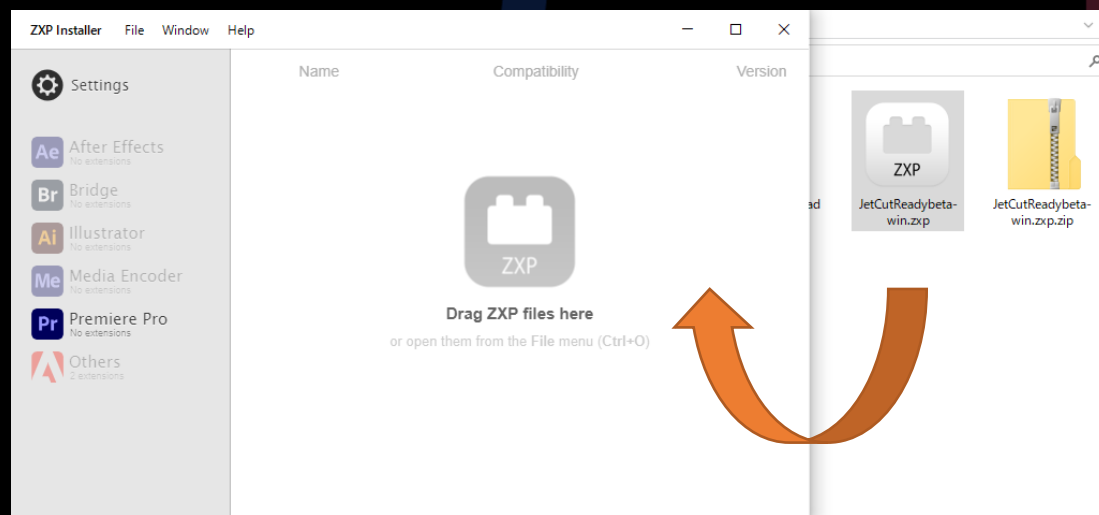 ZXP Installer File Window Help
Settings
Name Compatibility Version
Ae After Effects
No extensions
Br Bridge
No extensions
Ai Illustrator
No extensions
Me Media Encoder
No extensions
Pr Premiere Pro
No extensions
Others
2 extensions
ZXP
Drag ZXP files here
or open them from the File menu (Ctrl+O)
ad
ZXP
JetCutReadybeta-
win.zxp
JetCutReadybeta-
win.zxp.zip